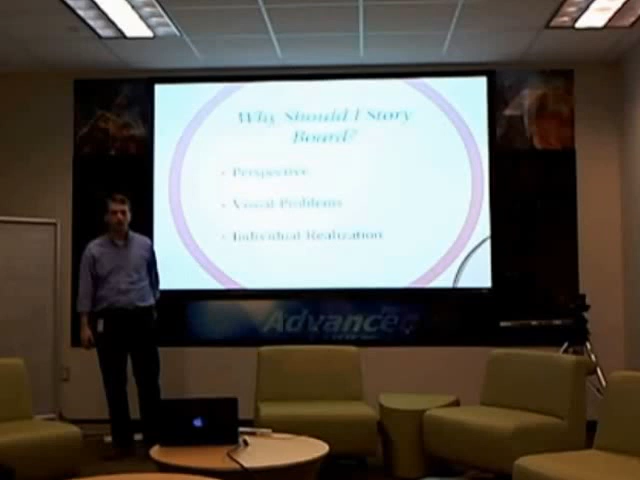 Why Should I Story
Board?
• Perspective
• Visual Problems
• Individual Realization
Advance